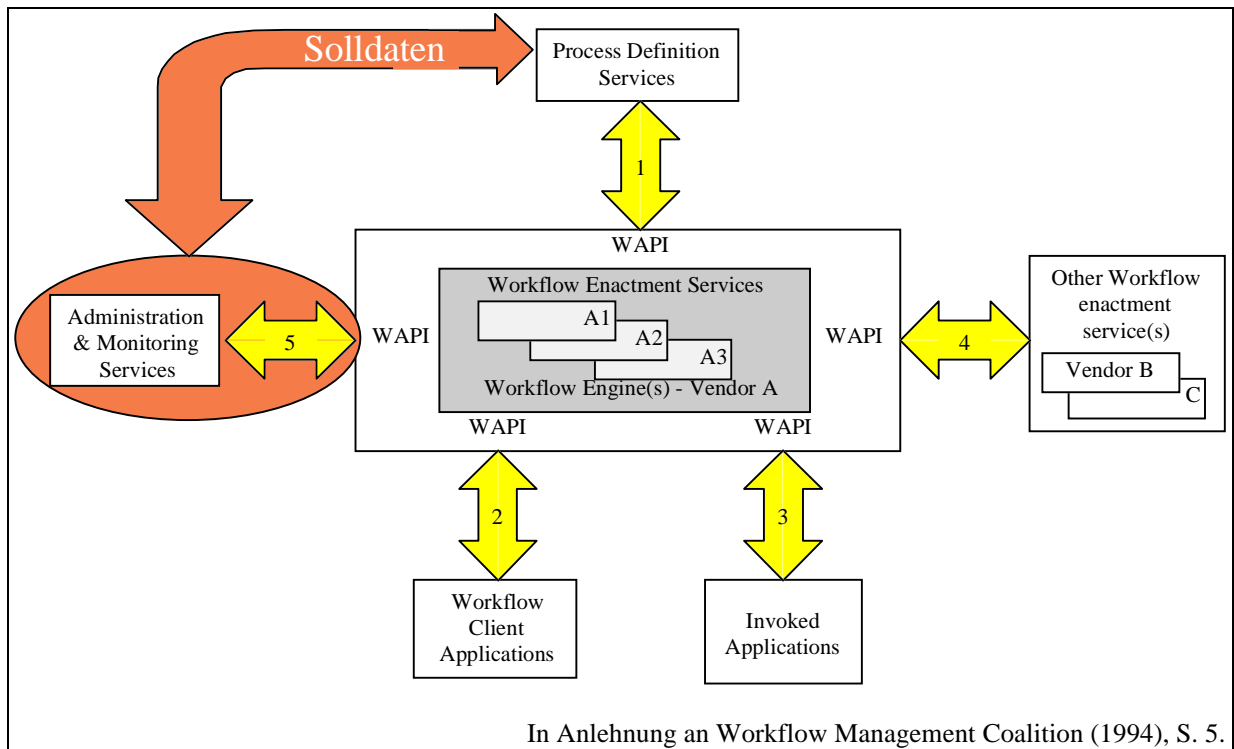 Solldaten
Process Definition
Services
1
WAPI
Workflow Enactment Services
A1
A2
A3
Workflow Engine(s) - Vendor A
WAPI
WAPI
WAPI
WAPI
Administration
& Monitoring
Services
5
4
Other Workflow
enactment
service(s)
Vendor B
C
2
3
Workflow
Client
Applications
Invoked
Applications
In Anlehnung an Workflow Management Coalition (1994), S. 5.